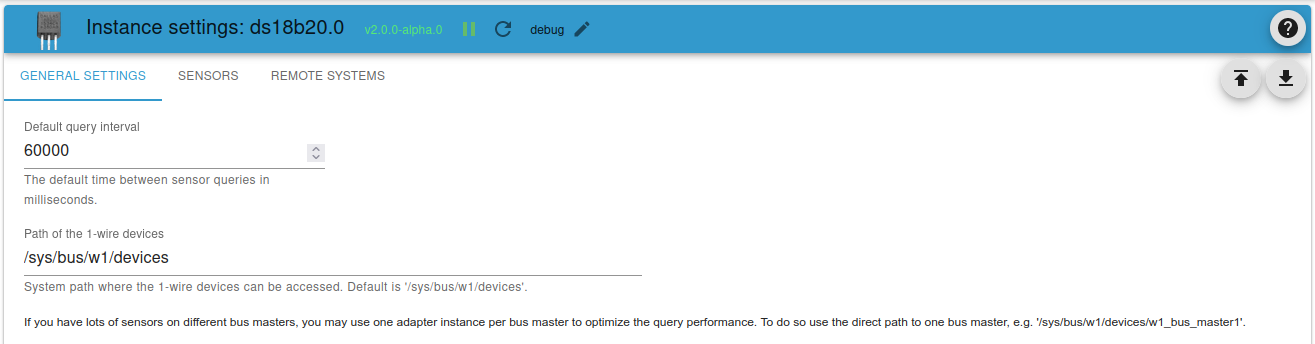 Instance settings: ds18b20.0 v2.0.0-alpha.0 debug
GENERAL SETTINGS SENSORS REMOTE SYSTEMS
Default query interval
60000
The default time between sensor queries in
milliseconds.
Path of the 1-wire devices
/sys/bus/w1/devices
System path where the 1-wire devices can be accessed. Default is '/sys/bus/w1/devices'.
If you have lots of sensors on different bus masters, you may use one adapter instance per bus master to optimize the query performance. To do so use the direct path to one bus master, e.g. '/sys/bus/w1/devices/w1_bus_master1'.